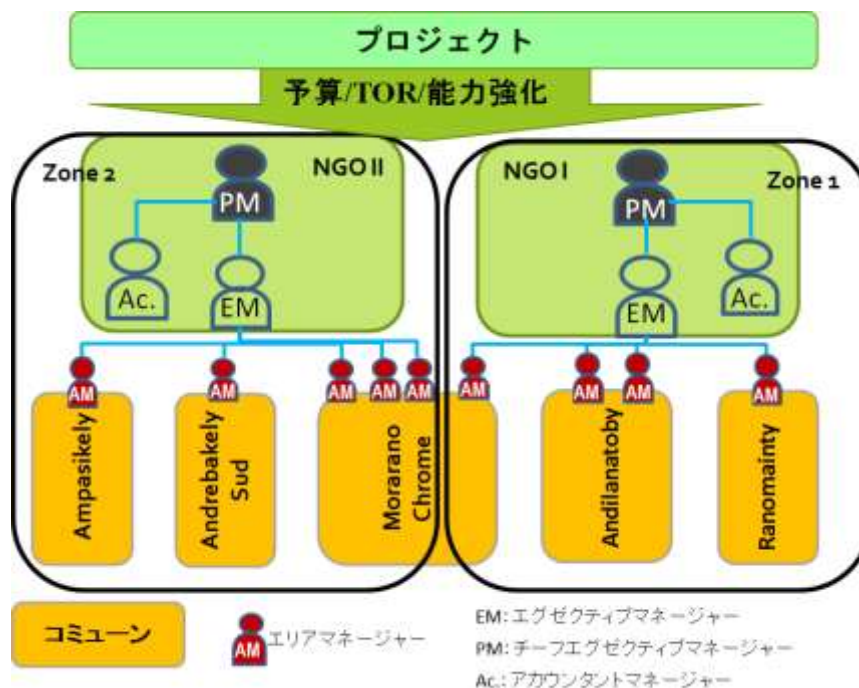 プロジェクト
予算/TOR/能力強化
Zone 2
NGO II
NGO I
Zone 1
PM
PM
Ac.
EM
EM
Ac.
AM
AM
AM
AM
AM
AM
AM
AM
AM
Ampasikely
Andrebakely
Sud
Morarano
Chrome
Andilanatoby
Ranomainty
コミューン
AM
エリアマネージャー
EM: エグゼクティブマネージャー
PM: チーフエグゼクティブマネージャー
Ac.: アカウンタントマネージャー